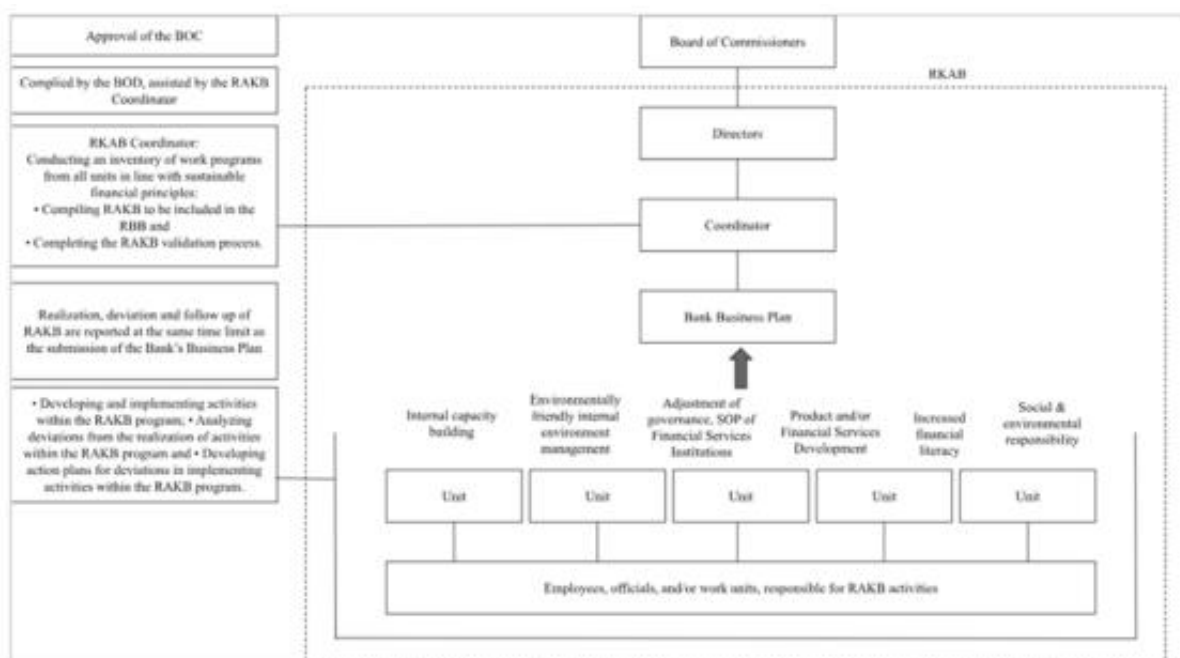 Approval of the BOC
Complied by the BOD, assisted by the RAKB
Coordinator
RKAB Coordinator:
Conducting an inventory of work programs
from all units in line with sustainable
financial principles:
• Compiling RAKB to be included in the
RBB and
• Completing the RAKB validation process.
Realization, deviation and follow up of
RAKB are reported at the same time limit as
the submission of the Bank's Business Plan
• Developing and implementing activities
within the RAKB program; • Analyzing
deviations from the realization of activities
within the RAKB program and • Developing
action plans for deviations in implementing
activities within the RAKB program.
Board of Commissioners
RKAB
Directors
Coordinator
Bank Business Plan
Internal capacity
building
Environmentally
friendly internal
environment
management
Adjustment of
governance, SOP of
Financial Services
Institutions
Product and/or
Financial Services
Development
Increased
financial
literacy
Social &
environmental
responsibility
Unit
Unit
Unit
Unit
Unit
Employees, officials, and/or work units, responsible for RAKB activities